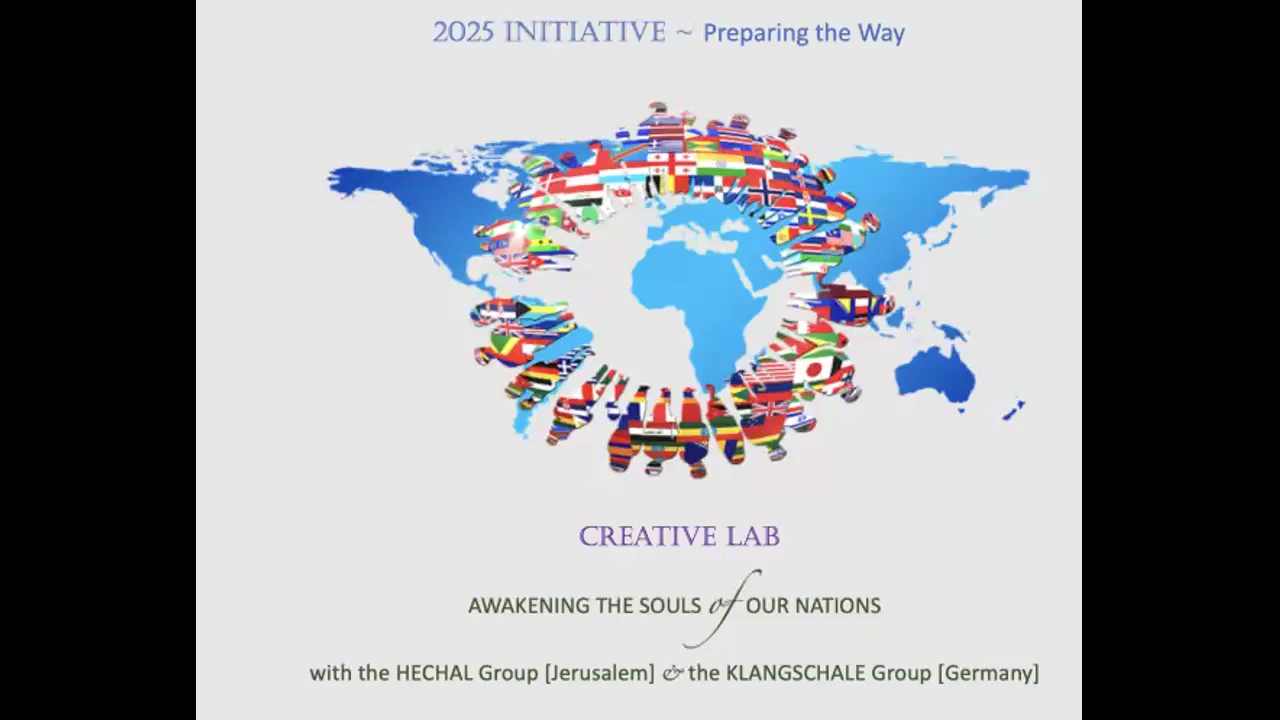 2025 INITIATIVE ~ Preparing the Way
CREATIVE LAB
AWAKENING THE SOULS of OUR NATIONS
with the HECHAL Group [Jerusalem] & the KLANGSCHALE Group [Germany]